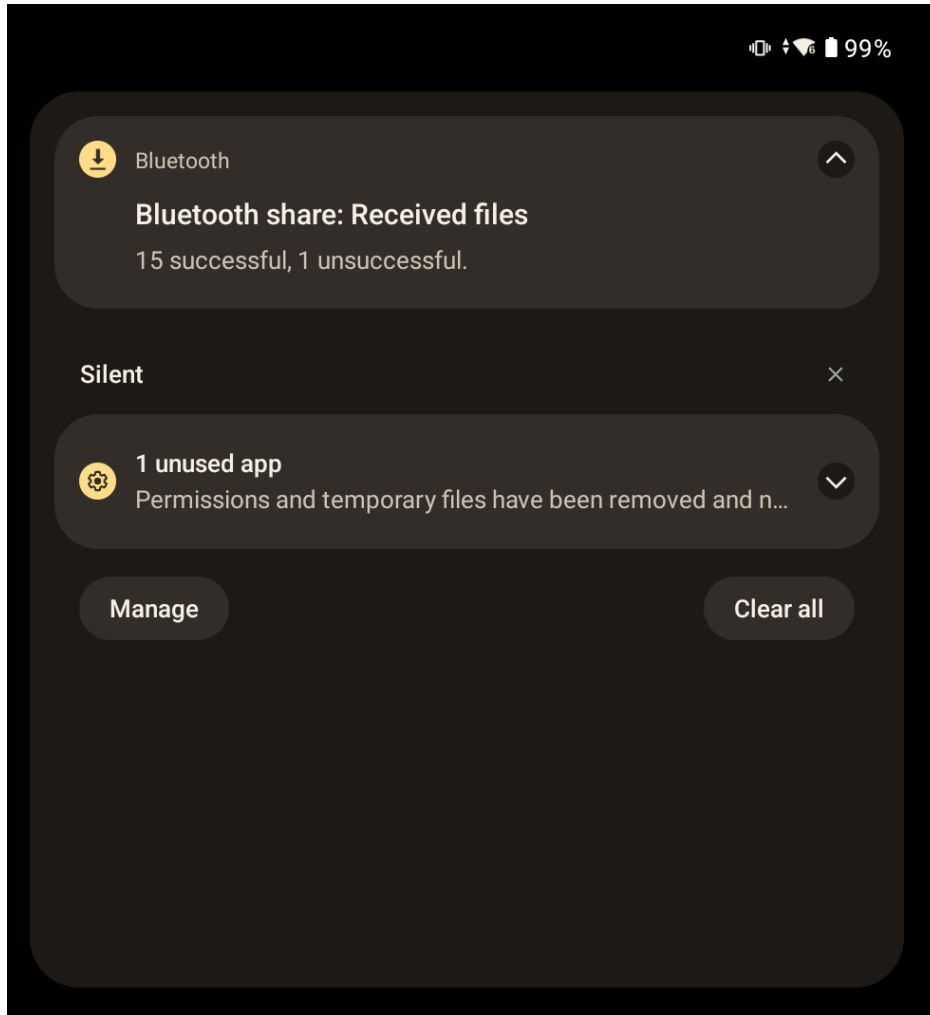 6 99%
Bluetooth
Bluetooth share: Received files
15 successful, 1 unsuccessful.
Silent
1 unused app
Permissions and temporary files have been removed and n…
Manage
Clear all